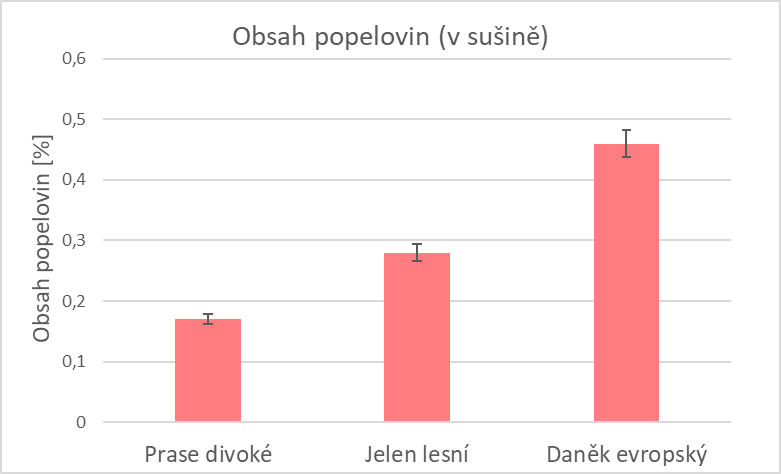 Obsah popelovin (v sušině)
Obsah popelovin [%]
0,6
0,5
0,4
0,3
0,2
0,1
0
Prase divoké Jelen lesní Daněk evropský